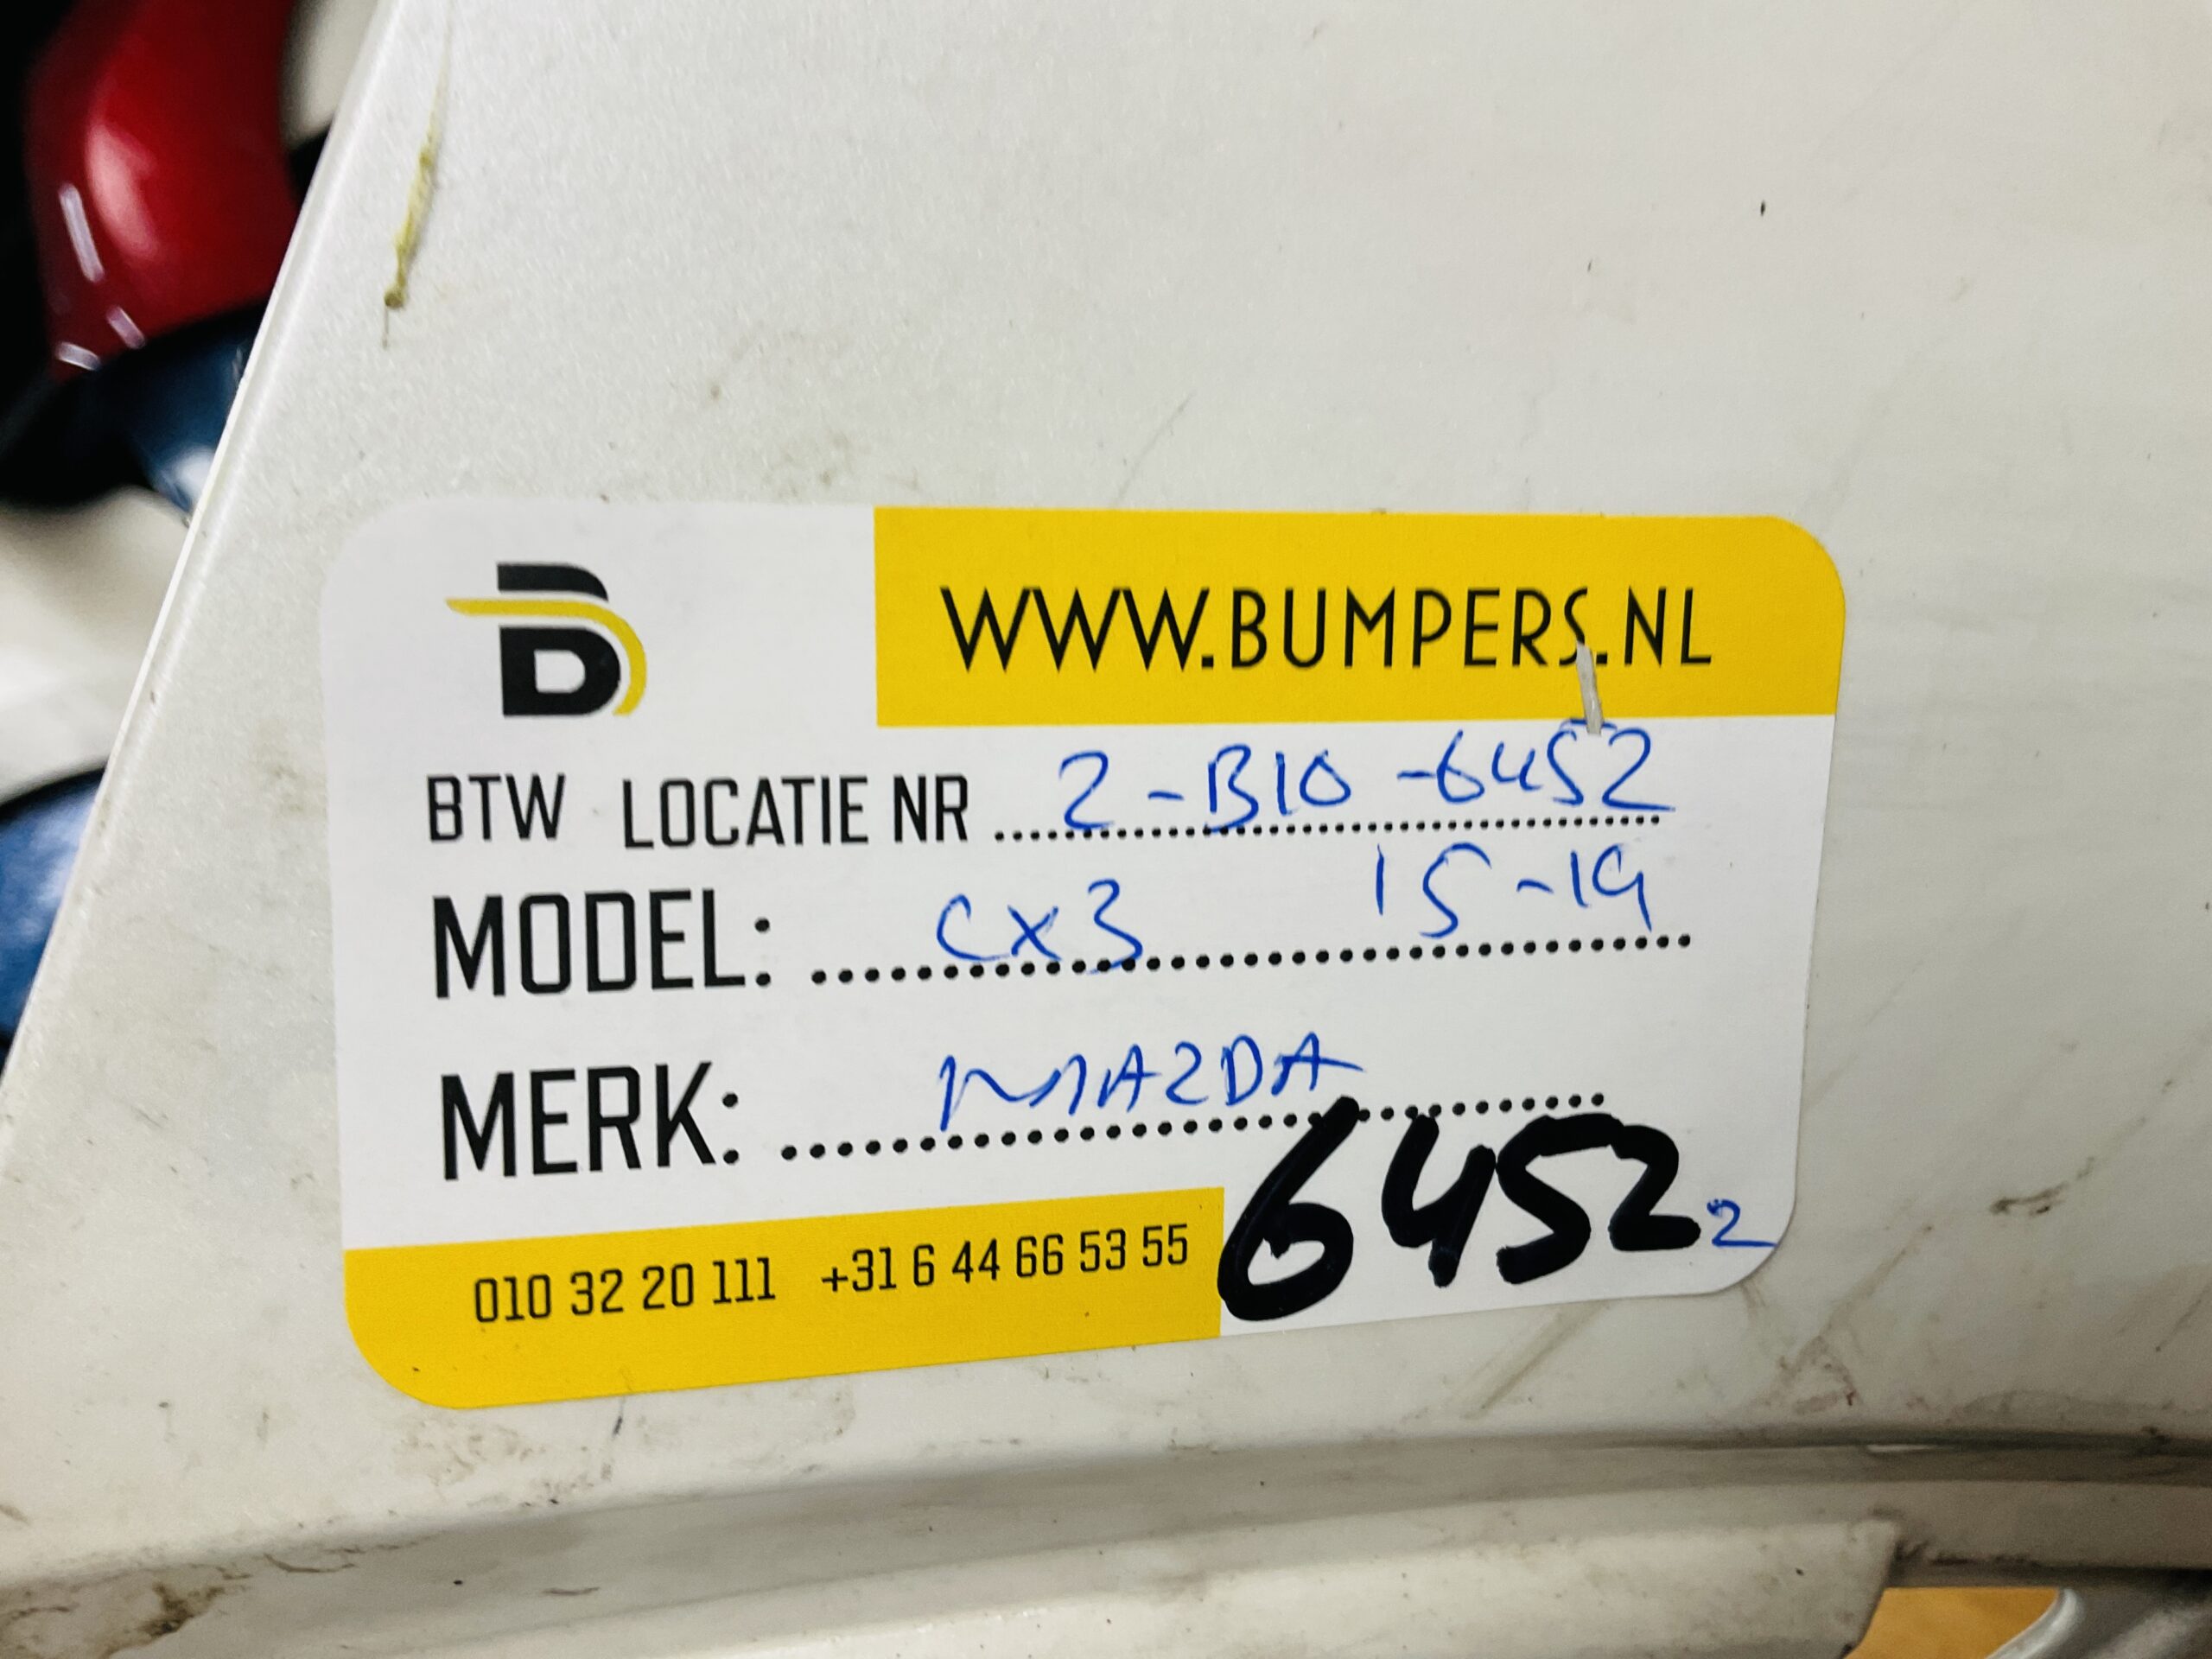 B WWW.BUMPERS.NL
BTW LOCATIE NR ..... 2-B10-6452
MODEL: ..... CX3 15-19
MERK: ..... MAZDA
010 32 20 111 +31 6 44 66 53 55 6452 2